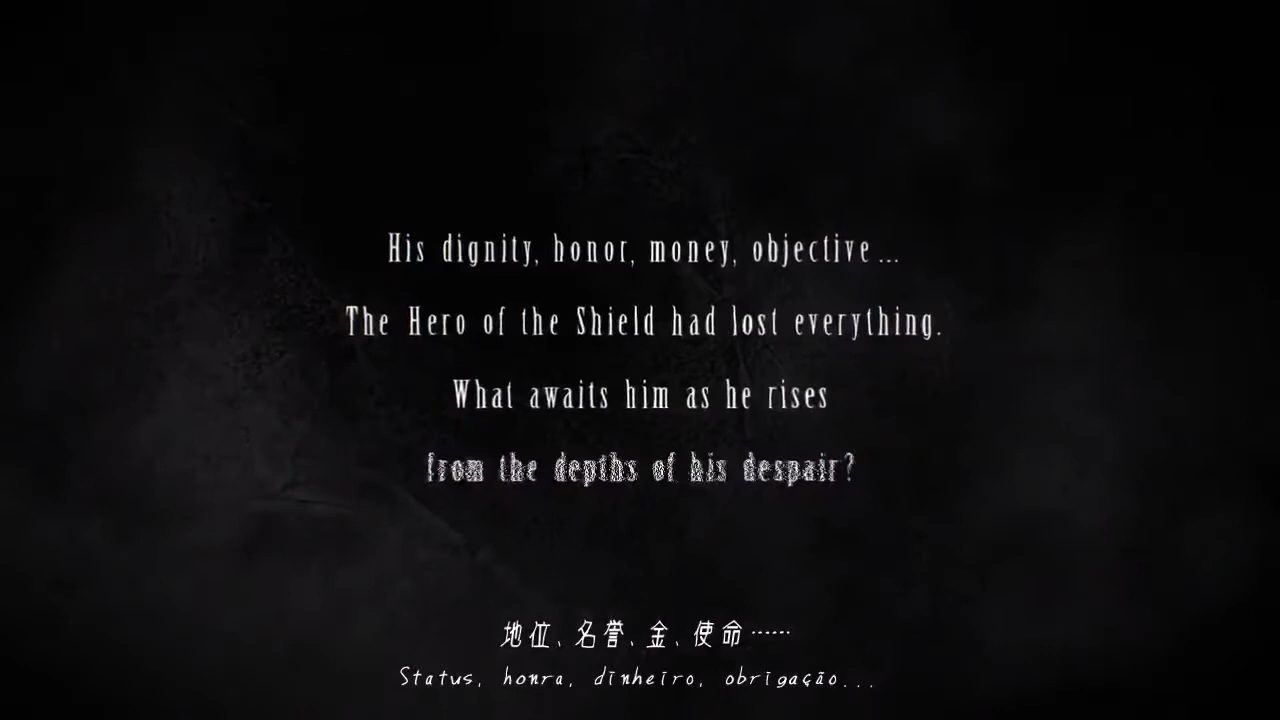 His dignity, honor, money, objective...
The Hero of the Shield had lost everything.
What awaits him as he rises
from the depths of his despair?
地位、名誉、金、使命……
Status, honra, dinheiro, obrigação...